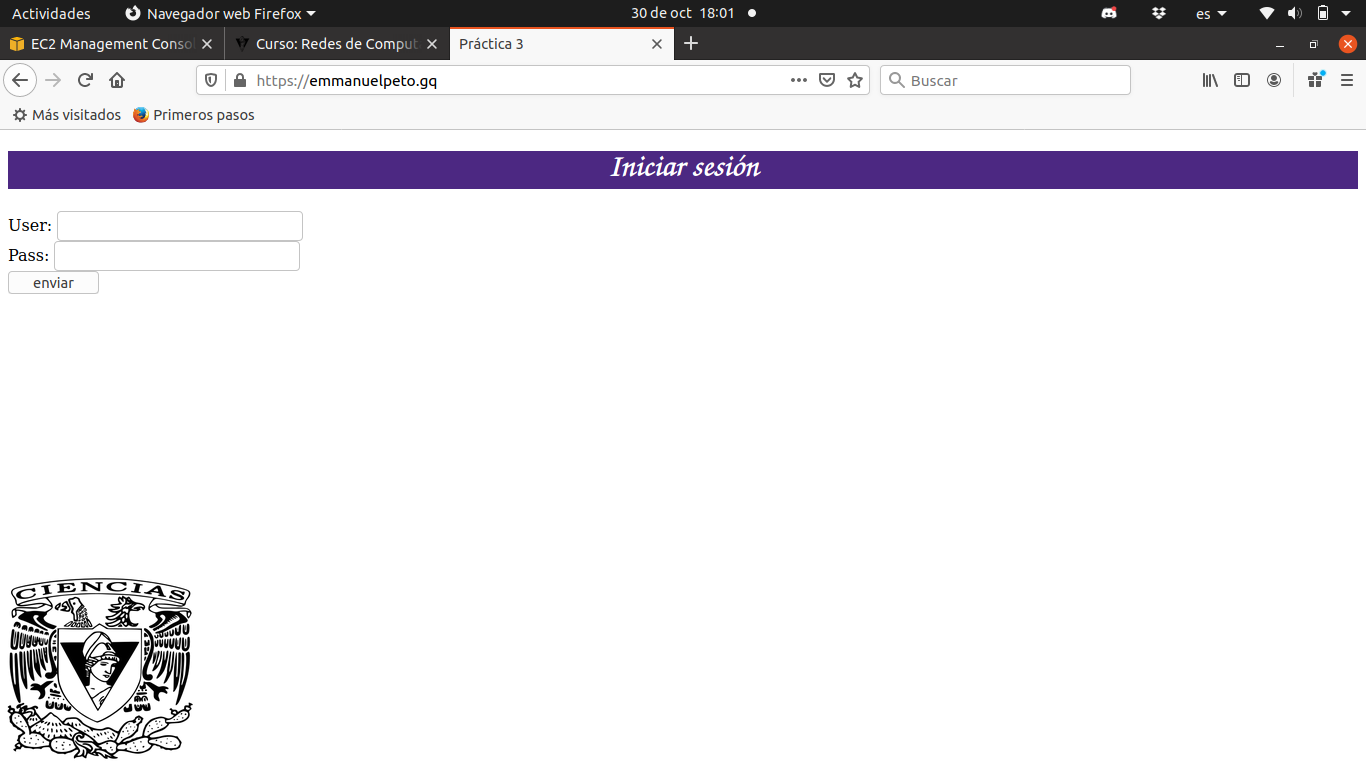 Actividades Navegador web Firefox 30 de oct 18:01 es
EC2 Management Conso Curso: Redes de Comput Práctica 3
https://emmanuelpeto.gq Buscar
Más visitados Primeros pasos
Iniciar sesión
User:
Pass:
enviar
CIENCIAS